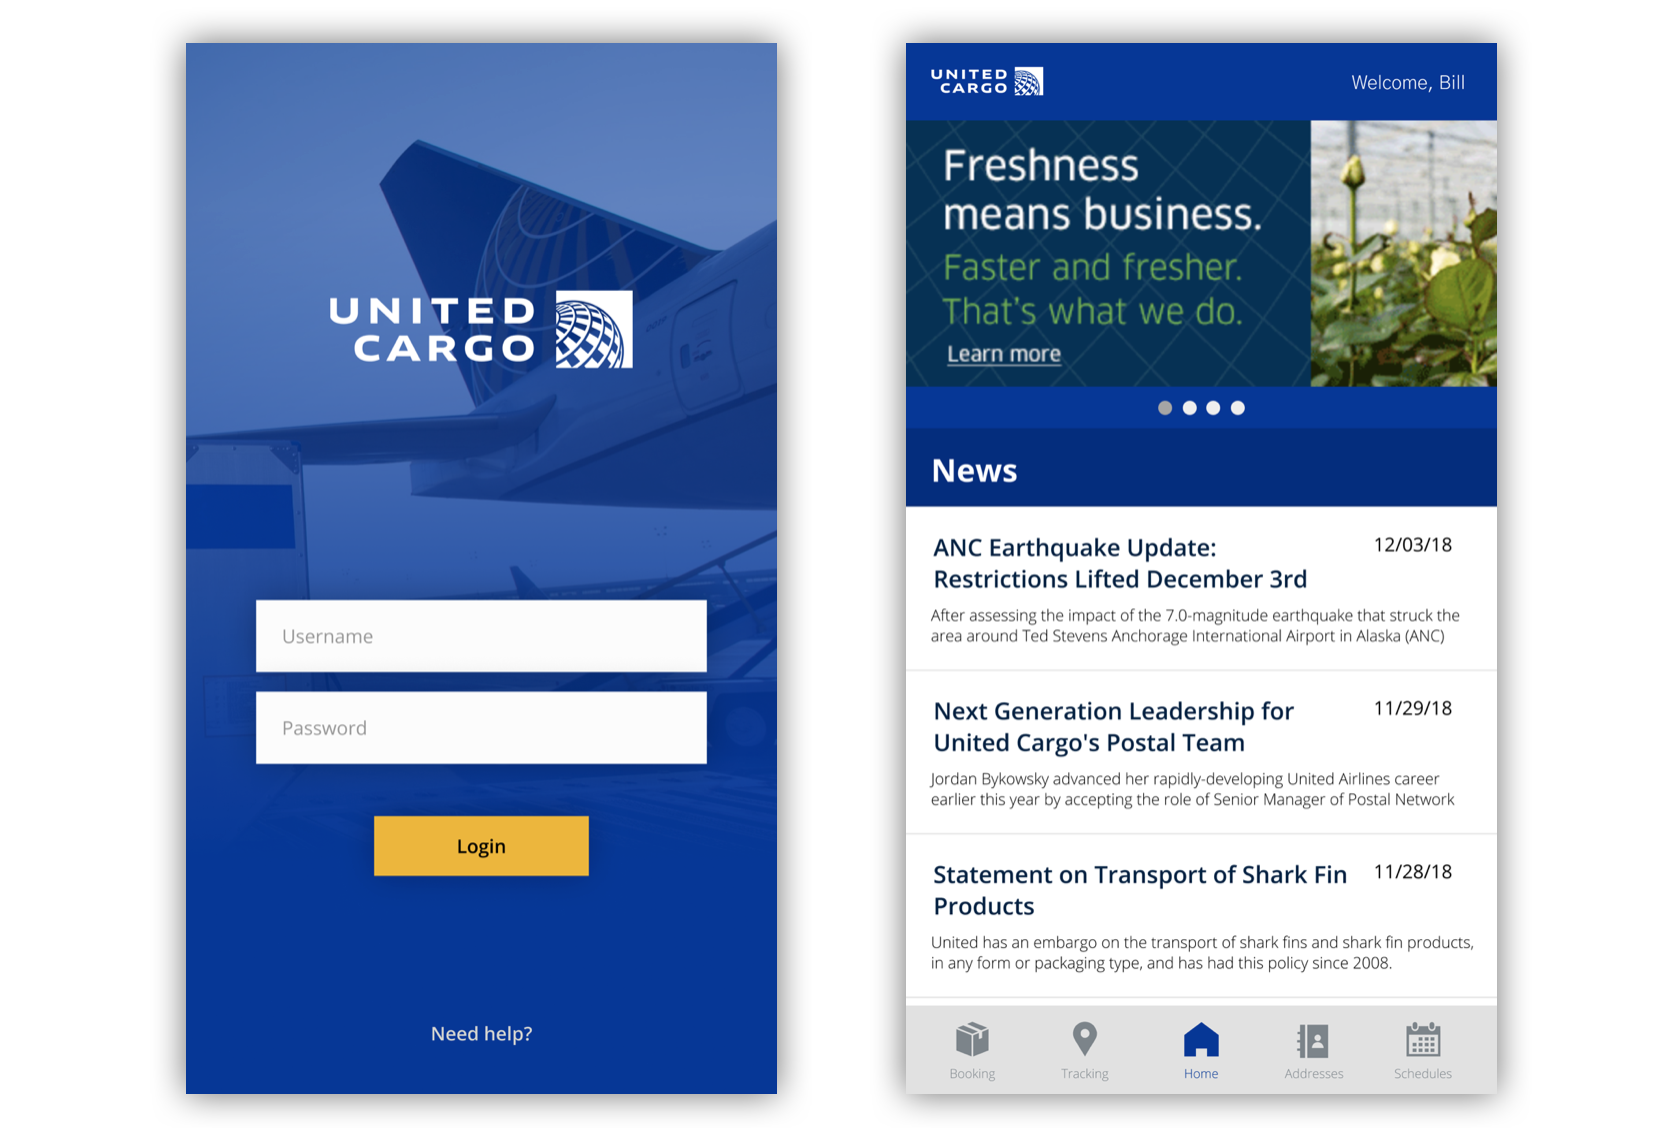 UNITED
CARGO
Username
Password
Login
Need help?
UNITED
CARGO
Welcome, Bill
Freshness
means business.
Faster and fresher.
That's what we do.
Learn more
News
ANC Earthquake Update:
Restrictions Lifted December 3rd
12/03/18
After assessing the impact of the 7.0-magnitude earthquake that struck the
area around Ted Stevens Anchorage International Airport in Alaska (ANC)
Next Generation Leadership for
United Cargo's Postal Team
11/29/18
Jordan Bykowsky advanced her rapidly-developing United Airlines career
earlier this year by accepting the role of Senior Manager of Postal Network
Statement on Transport of Shark Fin
Products
11/28/18
United has an embargo on the transport of shark fins and shark fin products,
in any form or packaging type, and has had this policy since 2008.
Booking
Tracking
Home
Addresses
Schedules